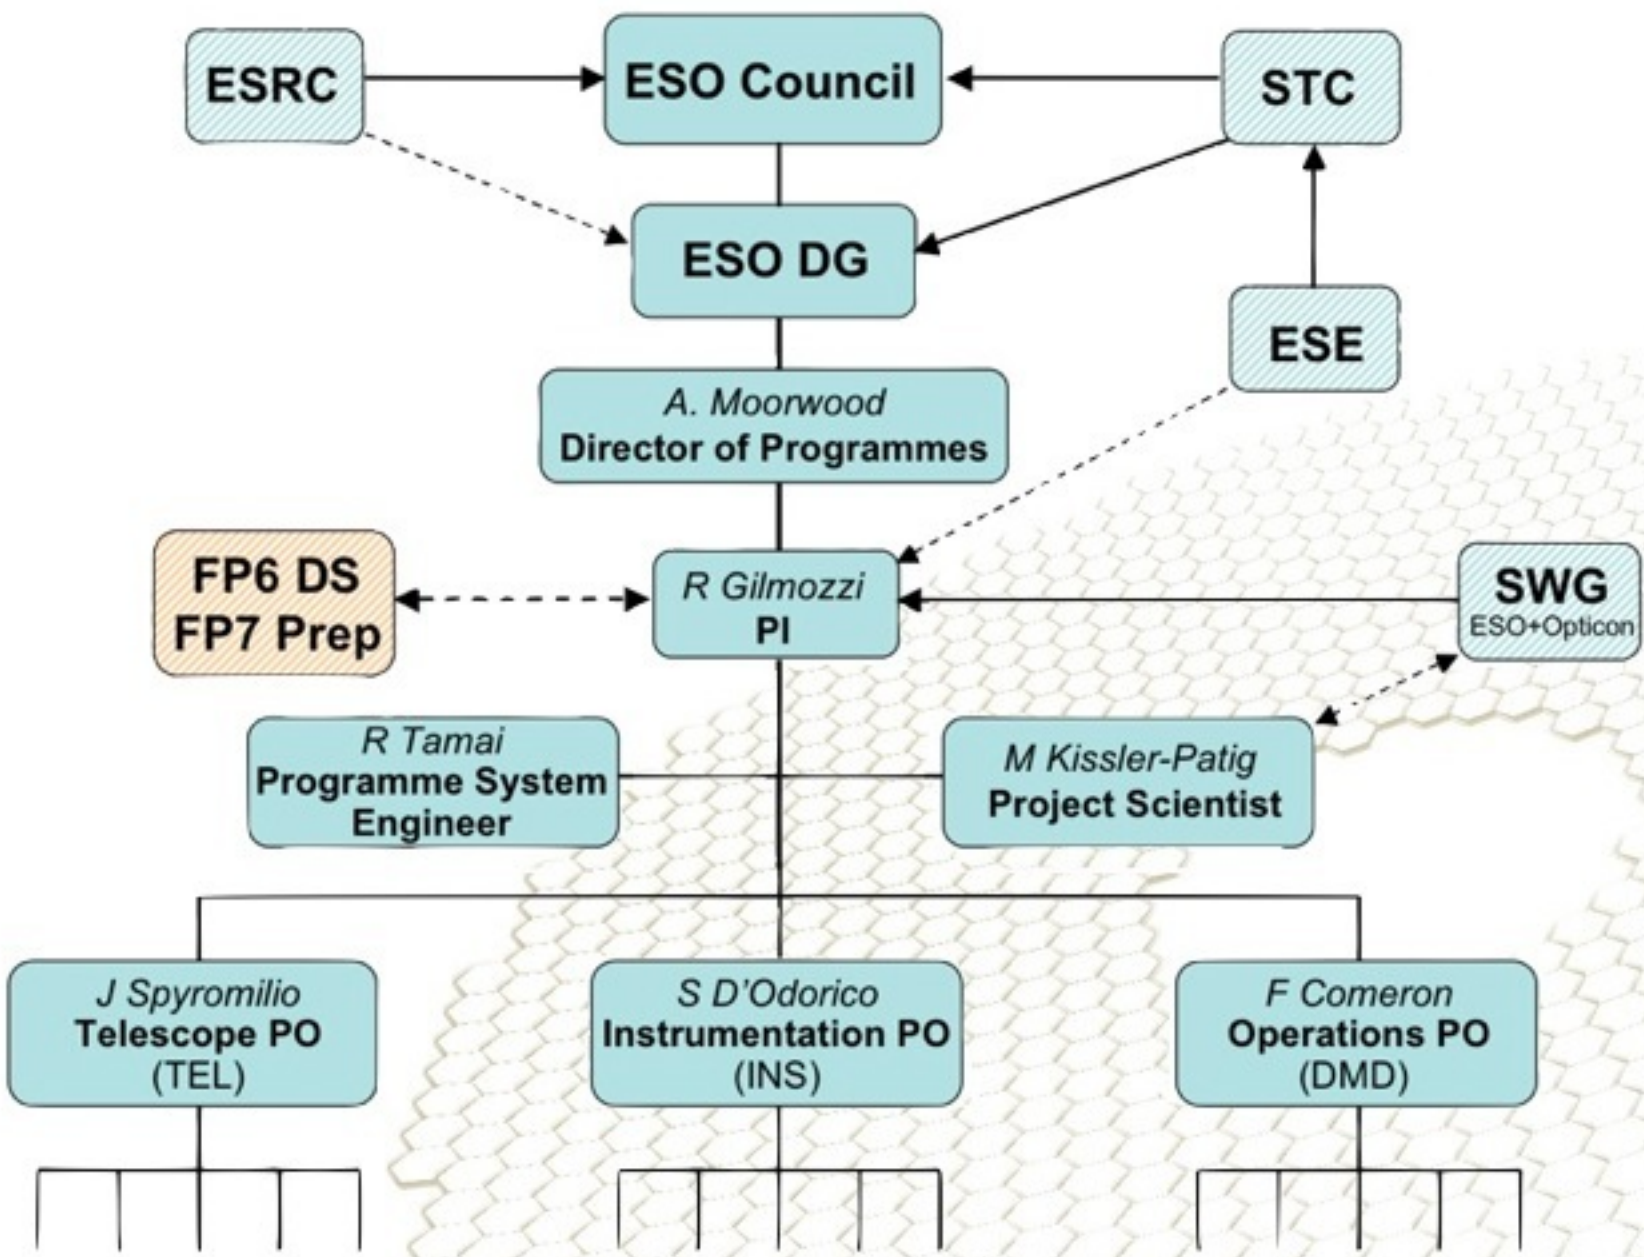 ESRC
ESO Council
STC
ESO DG
ESE
A. Moorwood
Director of Programmes
FP6 DS
FP7 Prep
R Gilmozzi
PI
SWG
ESO+Opticon
R Tamai
Programme System
Engineer
M Kissler-Patig
Project Scientist
J Spyromilio
Telescope PO
(TEL)
S D'Odorico
Instrumentation PO
(INS)
F Comeron
Operations PO
(DMD)